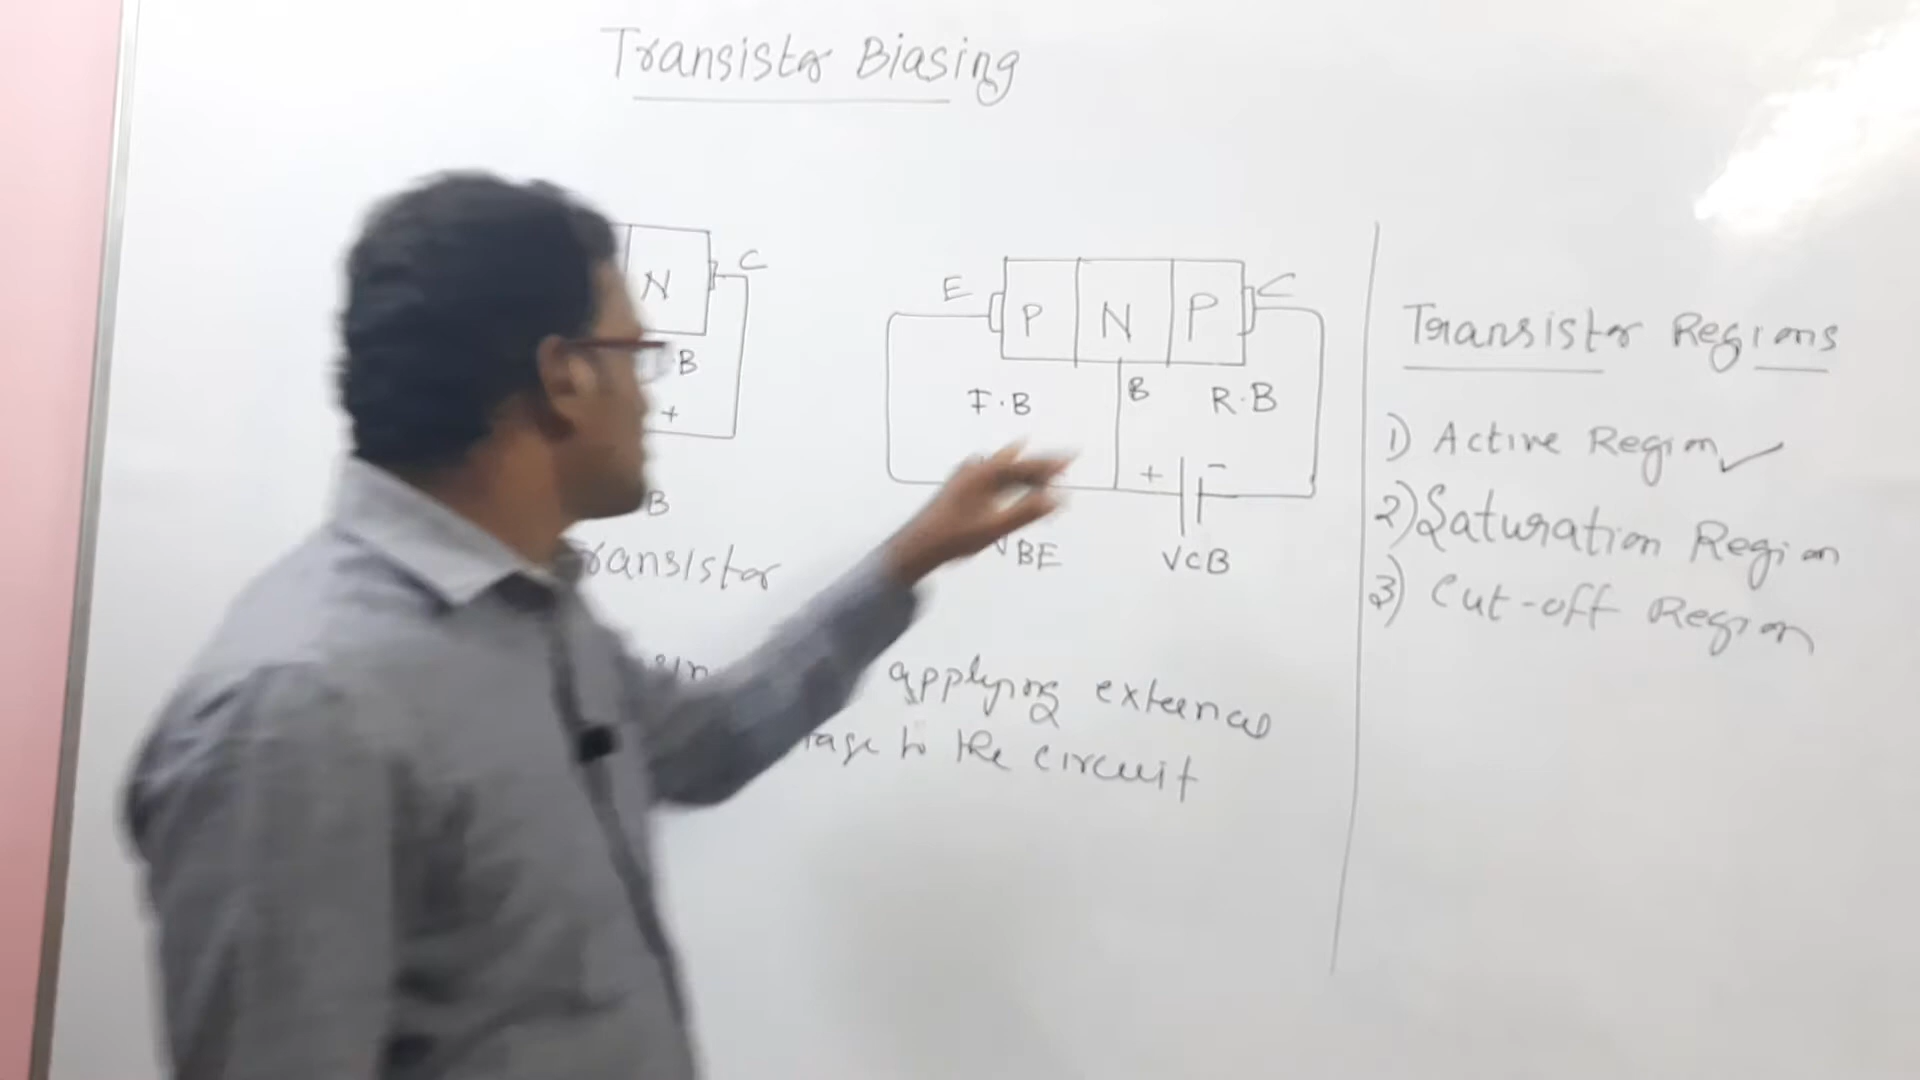 Transistor Biasing
N C
B
+
B
Transistor
E P N P C
F.B B R.B
+ -
VBE VCB
applying external
to the circuit
Transistor Regions
1) Active Region ✓
2) Saturation Region
3) Cut-off Region